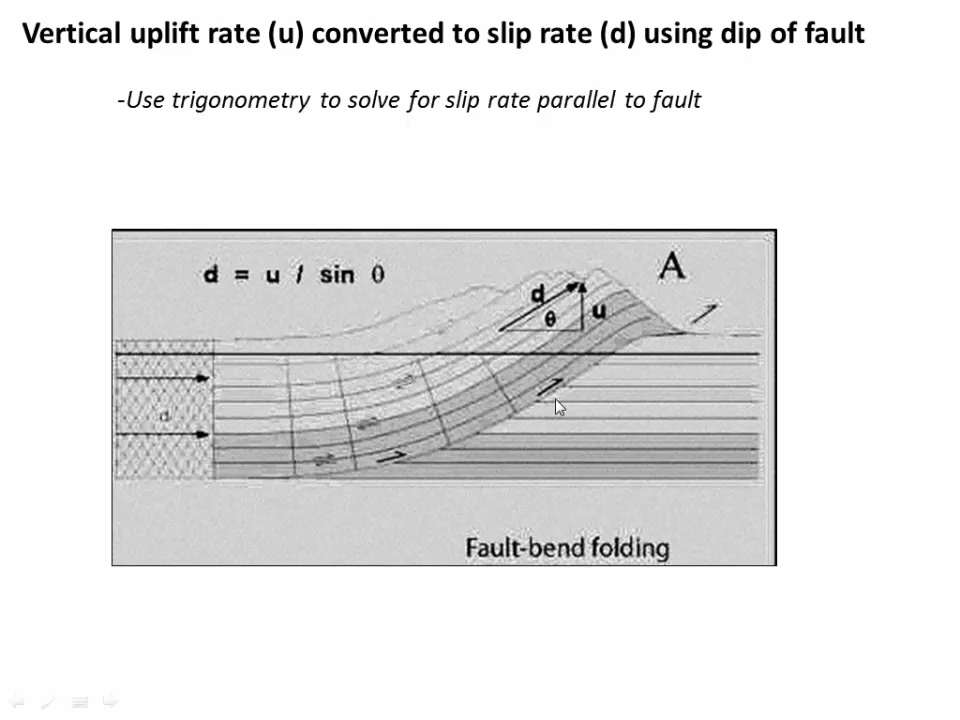 Vertical uplift rate (u) converted to slip rate (d) using dip of fault
-Use trigonometry to solve for slip rate parallel to fault
d = u / sin θ
A
d
θ
u
d
Fault-bend folding